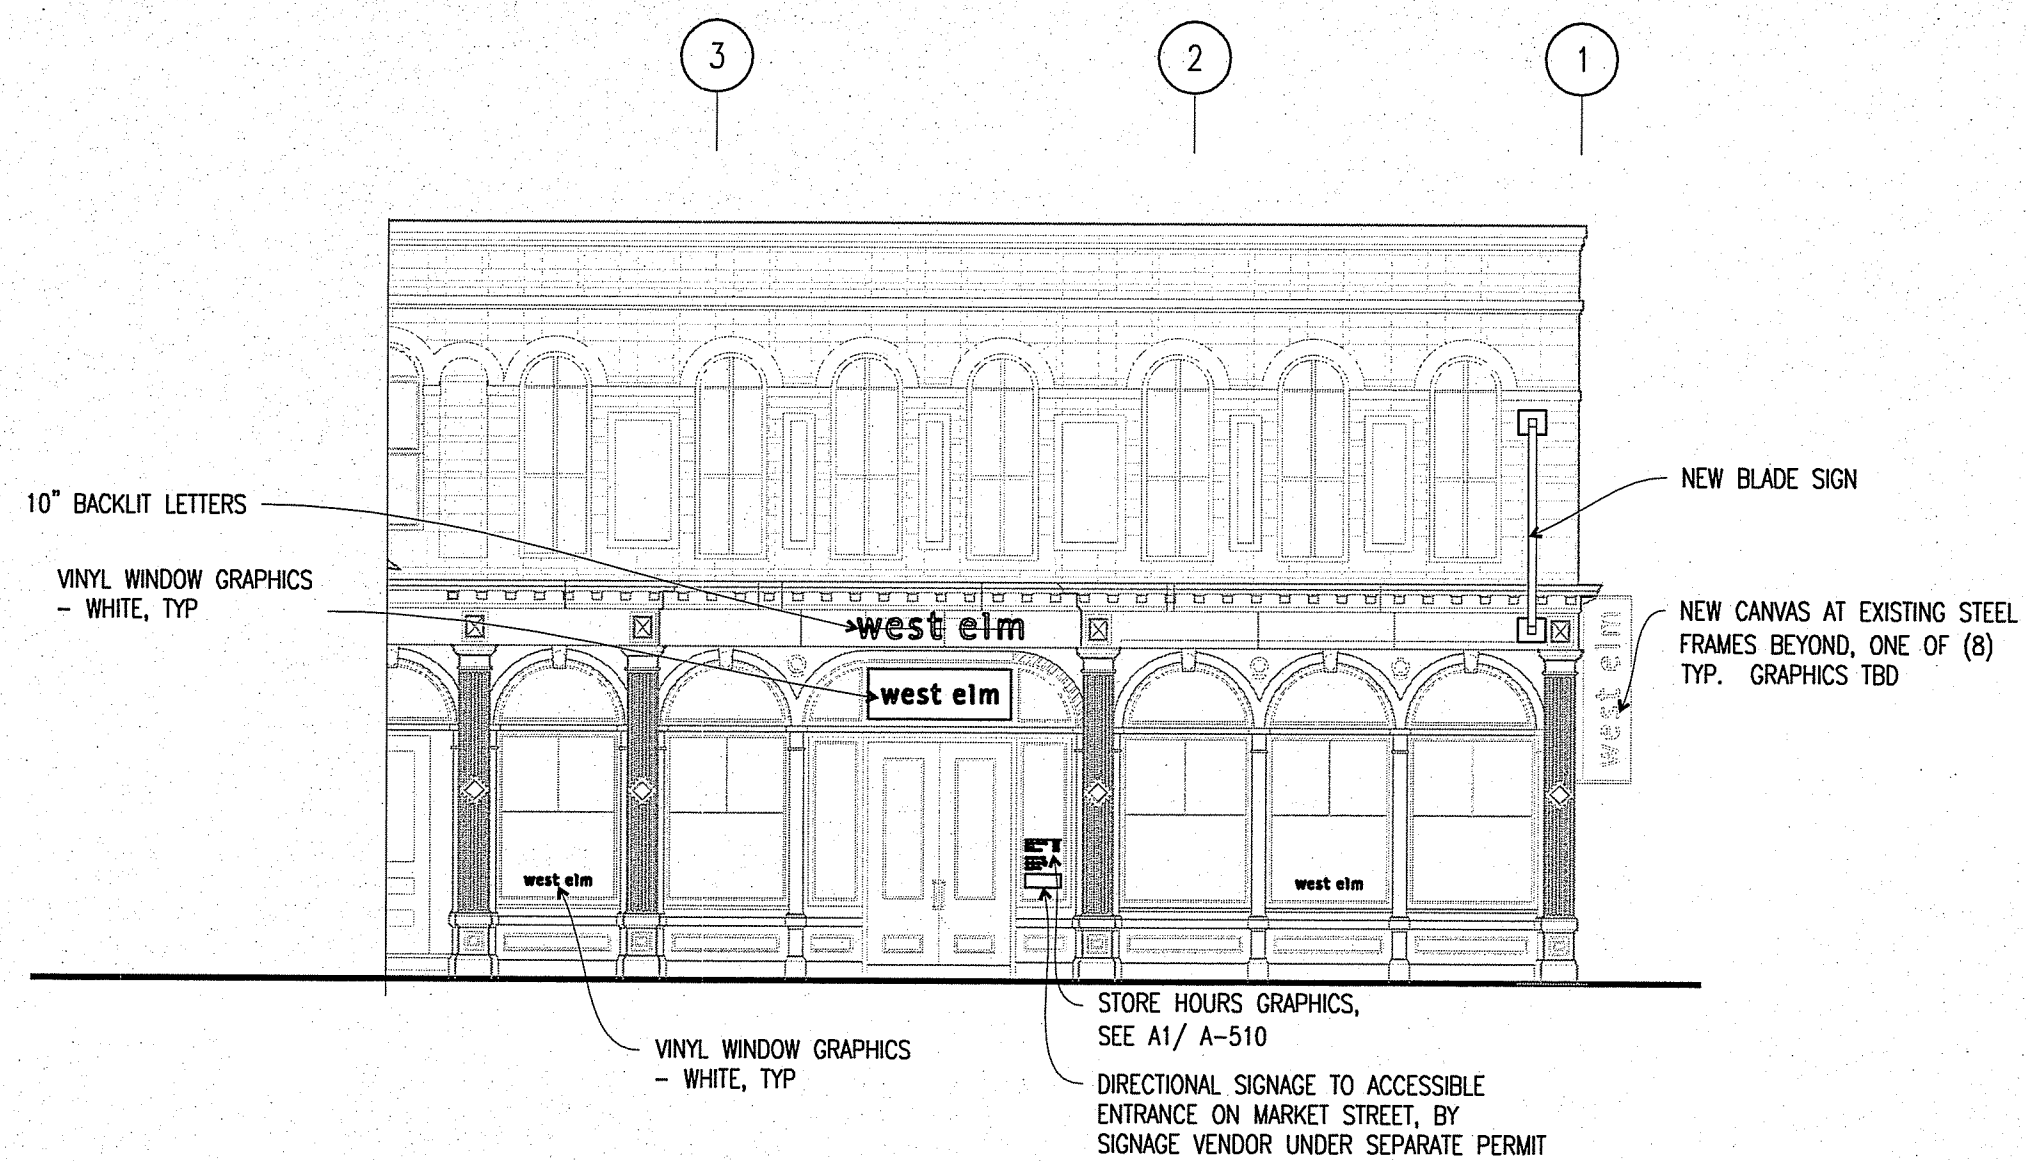 3
2
1
10" BACKLIT LETTERS
VINYL WINDOW GRAPHICS
- WHITE, TYP
NEW BLADE SIGN
NEW CANVAS AT EXISTING STEEL
FRAMES BEYOND, ONE OF (8)
TYP. GRAPHICS TBD
west elm
west elm
west elm
west elm
west elm
STORE HOURS GRAPHICS,
SEE A1/ A-510
VINYL WINDOW GRAPHICS
- WHITE, TYP
DIRECTIONAL SIGNAGE TO ACCESSIBLE
ENTRANCE ON MARKET STREET, BY
SIGNAGE VENDOR UNDER SEPARATE PERMIT